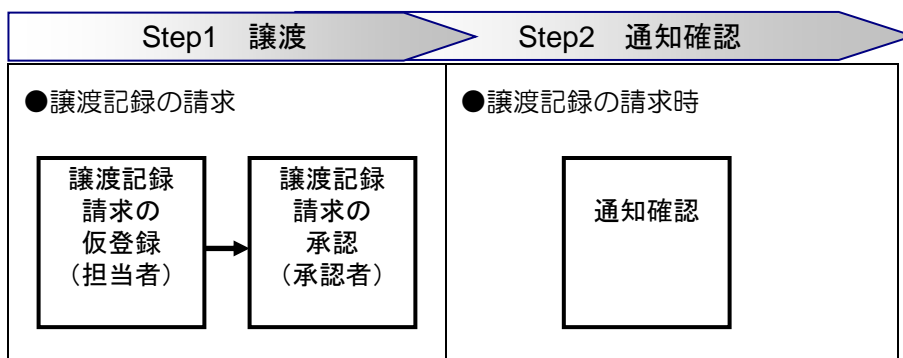 Step1 譲渡
Step2 通知確認
●譲渡記録の請求
譲渡記録
請求の
仮登録
（担当者）
譲渡記録
請求の
承認
（承認者）
●譲渡記録の請求時
通知確認